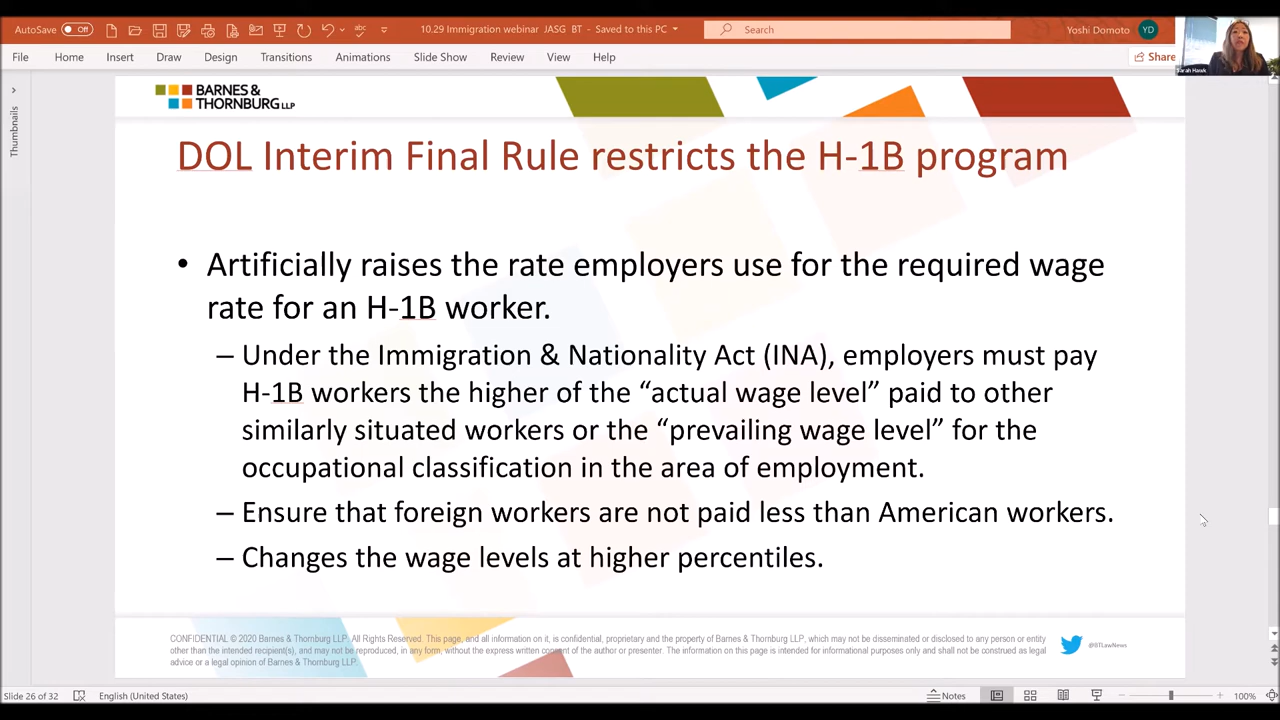 AutoSave Off 10.29 Immigration webinar JASG BT - Saved to this PC Search Yoshi Domoto YD
File Home Insert Draw Design Transitions Animations Slide Show Review View Help Share
Sarah Hawk
Thumbnails
BARNES &
THORNBURG LLP
DOL Interim Final Rule restricts the H-1B program
• Artificially raises the rate employers use for the required wage
rate for an H-1B worker.
– Under the Immigration & Nationality Act (INA), employers must pay
H-1B workers the higher of the “actual wage level” paid to other
similarly situated workers or the “prevailing wage level” for the
occupational classification in the area of employment.
– Ensure that foreign workers are not paid less than American workers.
– Changes the wage levels at higher percentiles.
CONFIDENTIAL © 2020 Barnes & Thornburg LLP. All Rights Reserved. This page, and all information on it, is confidential, proprietary and the property of Barnes & Thornburg LLP, which may not be disseminated or disclosed to any person or entity
other than the intended recipient(s), and may not be reproduced, in any form, without the express written consent of the author or presenter. The information on this page is intended for informational purposes only and shall not be construed as legal
advice or a legal opinion of Barnes & Thornburg LLP.
@BTLawNews
Slide 26 of 32 English (United States) Notes 100%